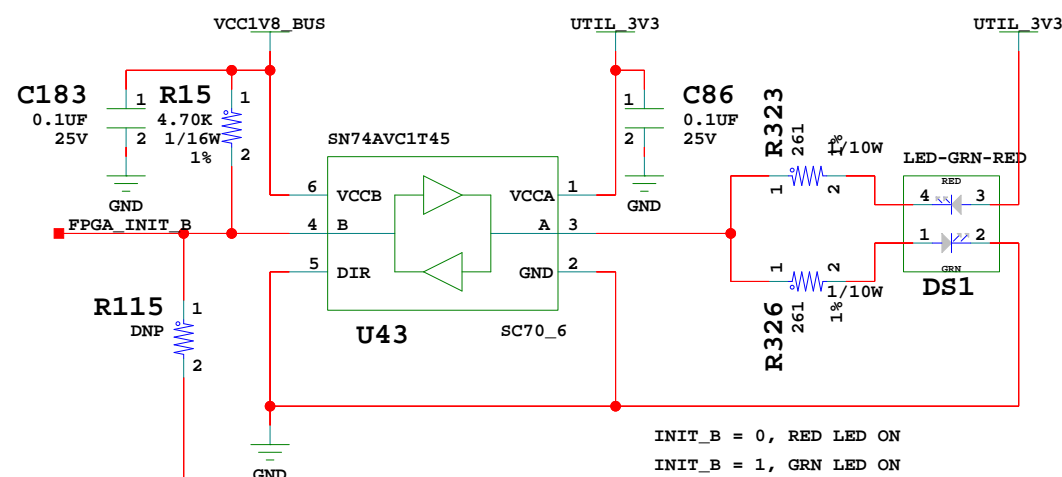 VCC1V8_BUS
UTIL_3V3
UTIL_3V3
C183
0.1UF
25V
1
2
GND
R15
4.70K
1/16W
1%
1
2
SN74AVC1T45
6
VCCB
VCCA
1
FPGA_INIT_B
4
B
A
3
5
DIR
GND
2
U43
SC70_6
1
2
C86
0.1UF
25V
GND
R323
261
1%
1/10W
1
2
LED-GRN-RED
RED
4
3
1
2
GRN
DS1
R326
261
1%
1/10W
1
2
R115
DNP
1
2
GND
INIT_B = 0, RED LED ON
INIT_B = 1, GRN LED ON